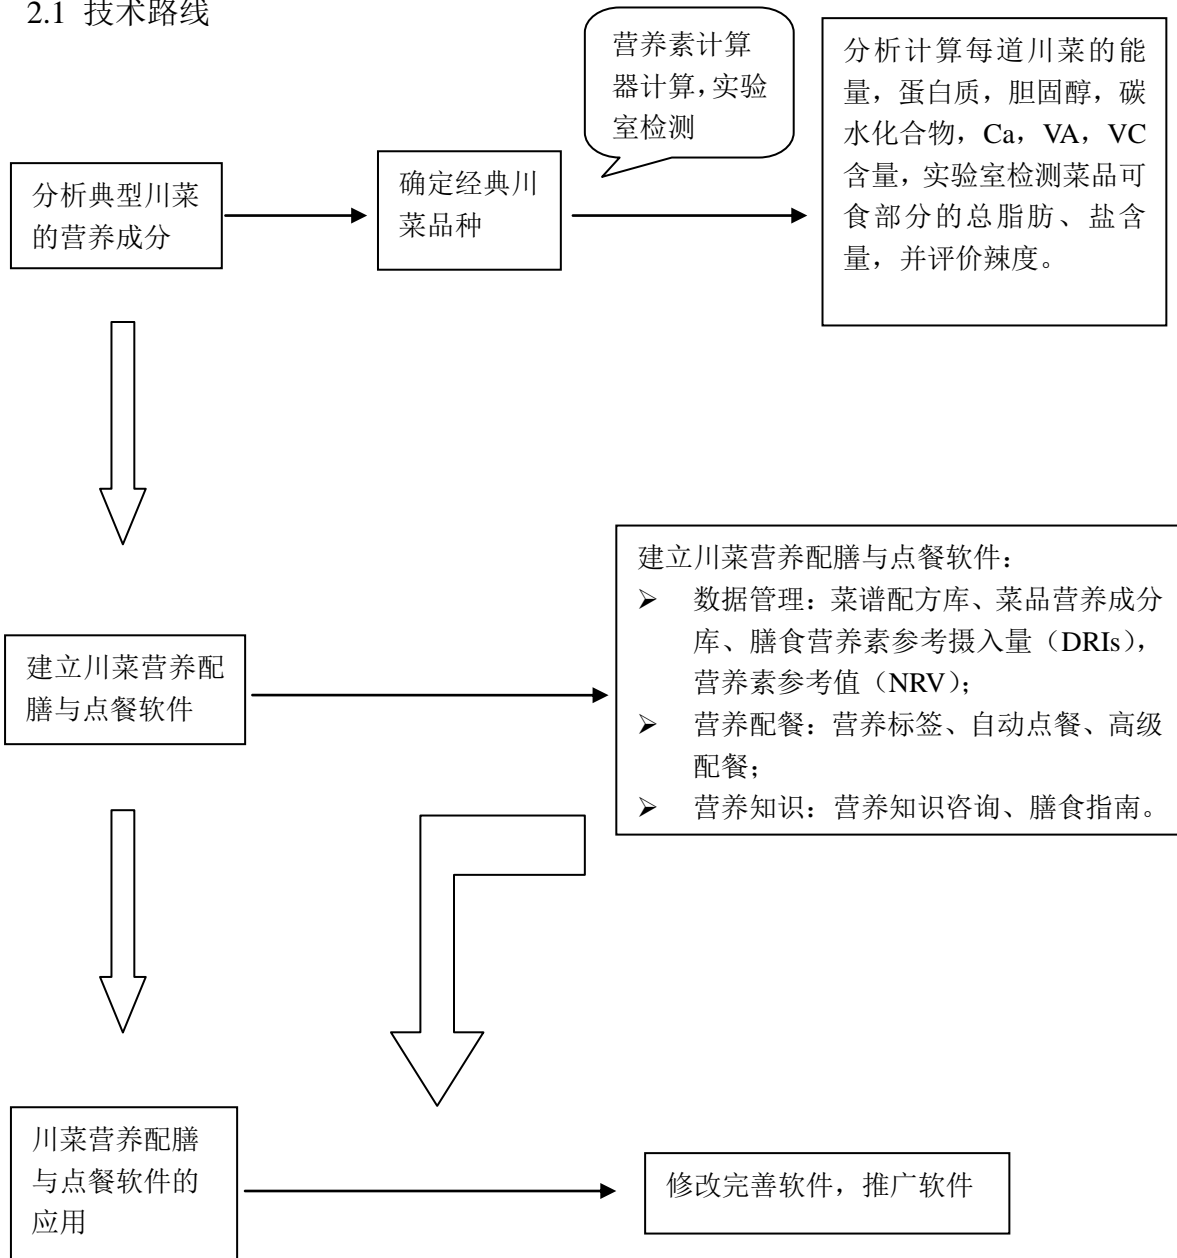 2.1 技术路线
营养素计算
器计算，实验
室检测
分析计算每道川菜的能
量，蛋白质，胆固醇，碳
水化合物，Ca，VA，VC
含量，实验室检测菜品可
食部分的总脂肪、盐含
量，并评价辣度。
分析典型川菜
的营养成分
确定经典川
菜品种
建立川菜营养配膳与点餐软件：
➢ 数据管理：菜谱配方库、菜品营养成分
库、膳食营养素参考摄入量（DRIs），
营养素参考值（NRV）；
➢ 营养配餐：营养标签、自动点餐、高级
配餐；
➢ 营养知识：营养知识咨询、膳食指南。
建立川菜营养配
膳与点餐软件
川菜营养配膳
与点餐软件的
应用
修改完善软件，推广软件